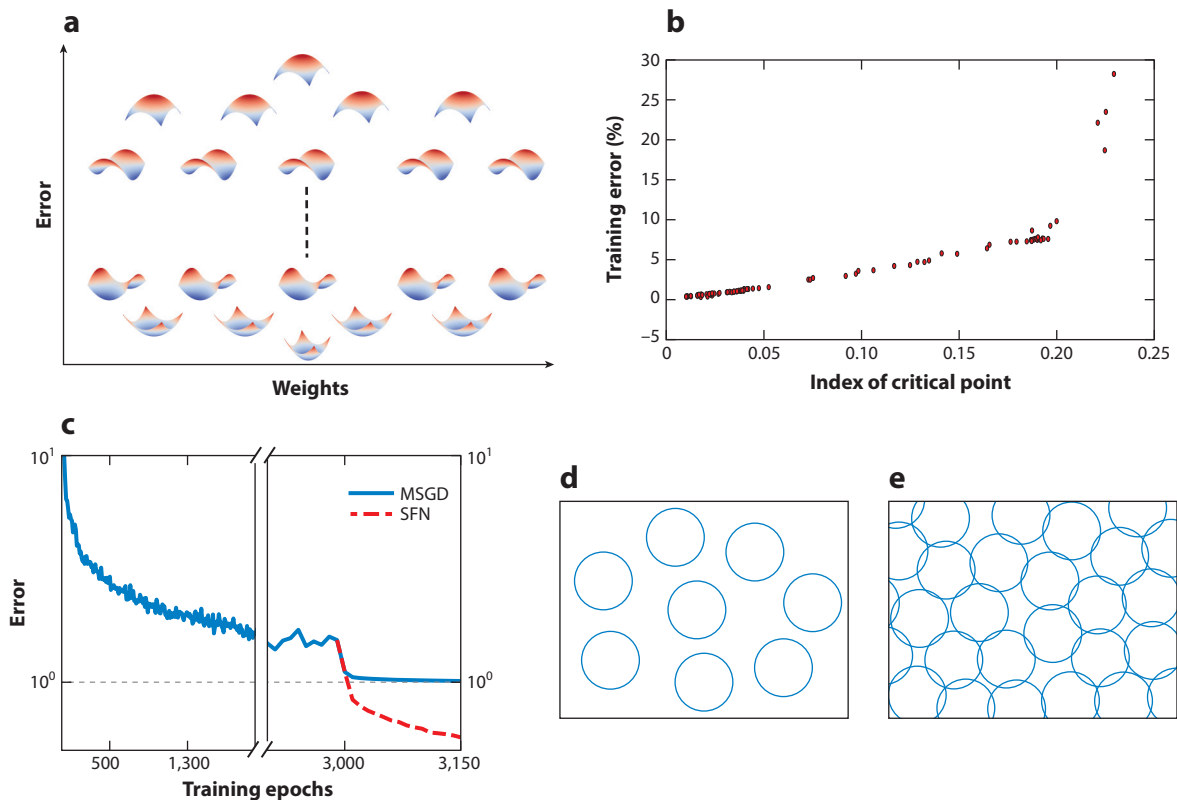 a
Error
Weights
b
Training error (%)
30
25
20
15
10
5
0
−5
0
0.05
0.10
0.15
0.20
0.25
Index of critical point
c
Error
10¹
10⁰
10¹
10⁰
MSGD
SFN
500
1,300
3,000
3,150
Training epochs
d
e